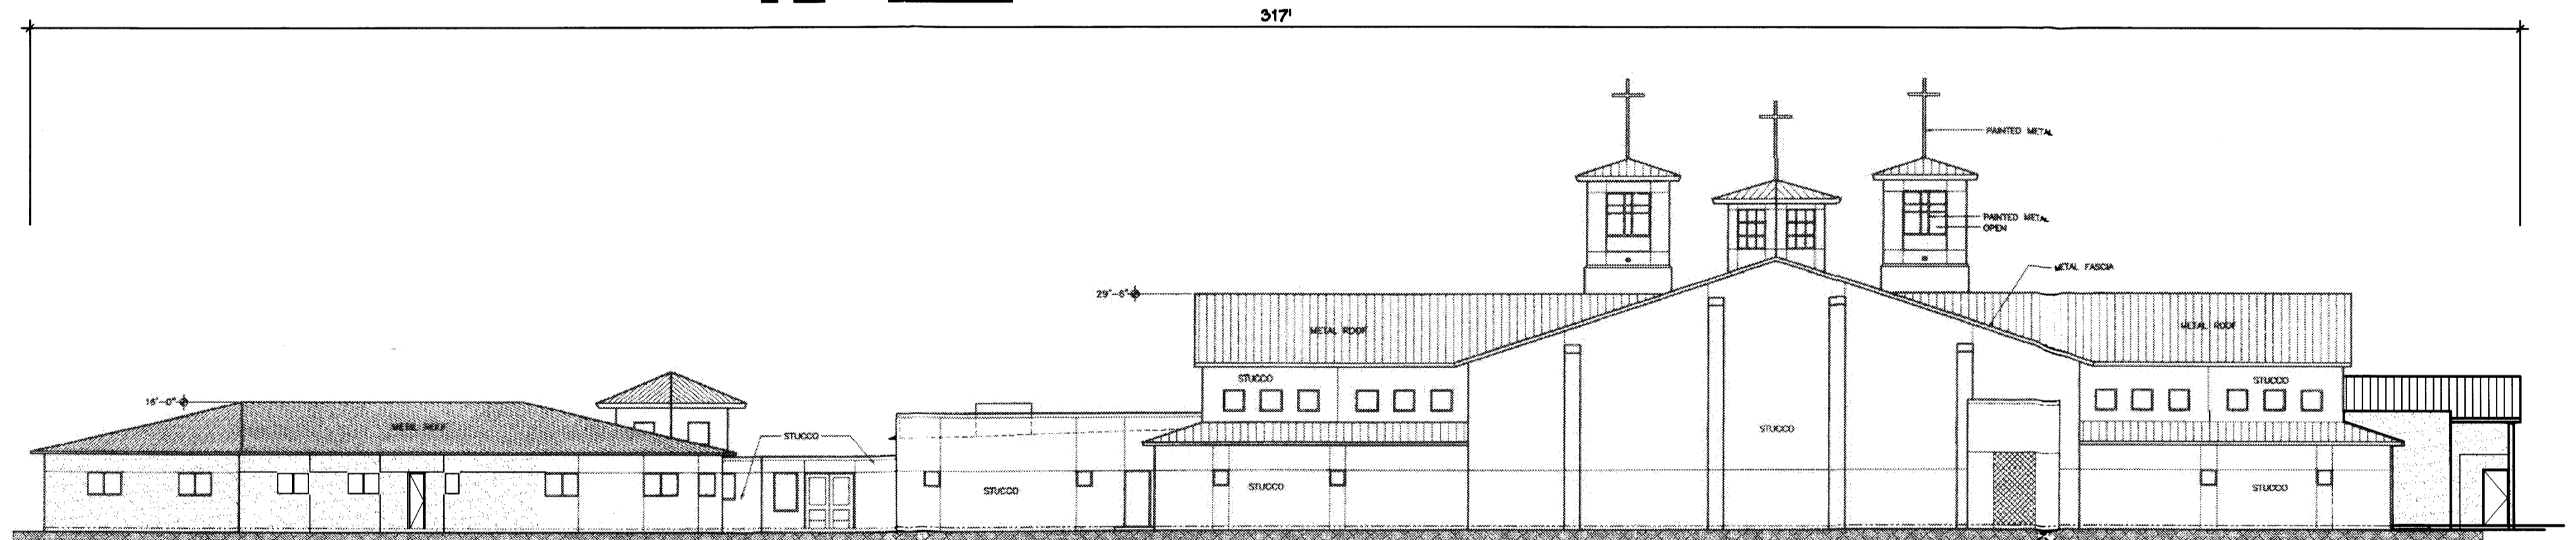 317'
PAINTED METAL
PAINTED METAL
OPEN
METAL FASCIA
29'-6"
METAL ROOF
METAL ROOF
STUCCO
STUCCO
16'-0"
METAL ROOF
STUCCO
STUCCO
STUCCO
STUCCO
STUCCO